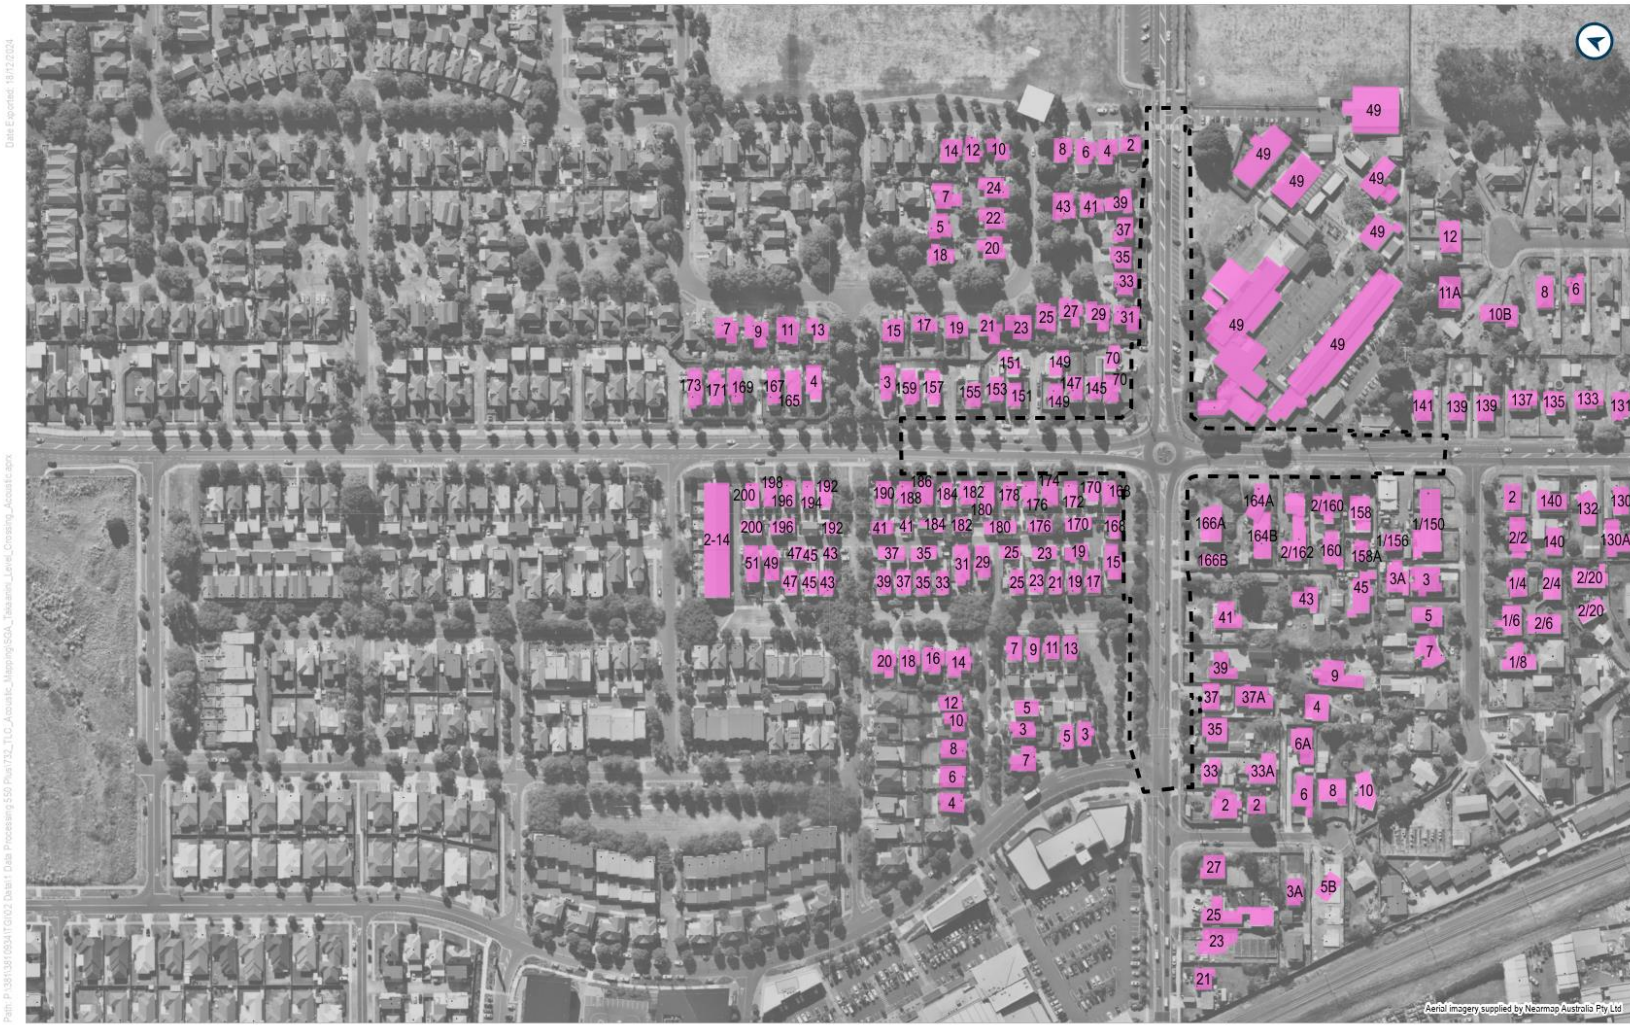 Date Exported: 18/12/2024
49
14 12 10 8 6 4 2
49
49 49
7 24 43 41 39
5 22 37 49 12
18 20 35
33 11A 8 6
7 9 11 13 15 17 19 21 23 25 27 29 31 49 10B
49
151 149 70
173 171 169 167 165 4 3 159 157 155 153 151 149 147 145 70
141 139 139 137 135 133 131
200 198 196 194 192 190 188 186 184 182 180 178 176 174 172 170 168
200 196 192 41 41 184 182 180 176 170 168
2-14
51 49 47 45 43 37 35 31 29 25 23 19 15
47 45 43 39 37 35 33 25 23 21 19 17
166A 164A 2/160 158 1/150 2 140 132 130
164B 2/162 160 1/156 2/2 140 130A
166B 158A
45 3A 3 1/4 2/4 2/20
43
41 5 1/6 2/6 2/20
20 18 16 14 7 9 11 13 39 9 7 1/8
12 5 37 37A 4
10 3 5 3 35 6A
8 7 33 33A
6 6 8 10
4 2 2
27
3A 5B
25
23
21
Path: P:\381\3810934\TGI\02 Data\1 Data Processing\S50 Plus\732_TLC_Acoustic_Mapping\SGA_Takaanini_Level_Crossing_Acoustic.aprx
Aerial imagery supplied by Nearmap Australia Pty Ltd